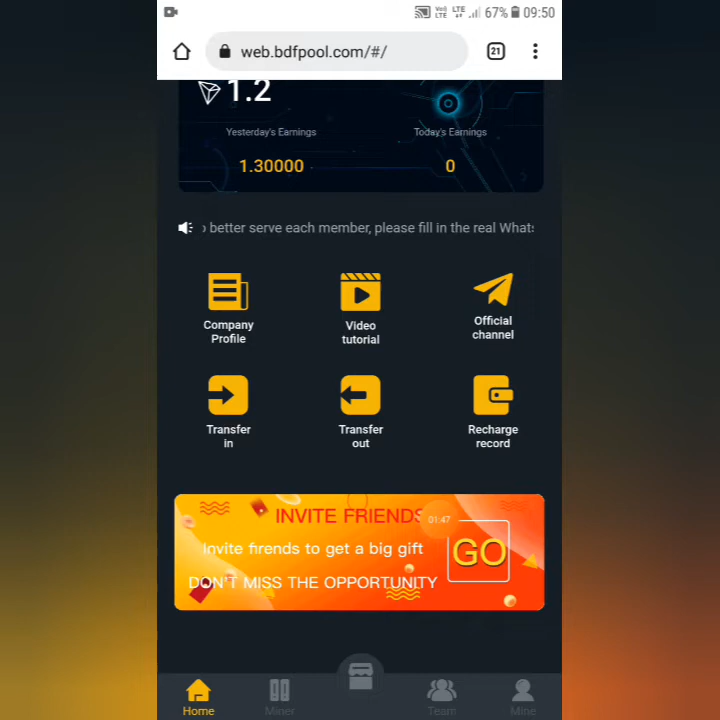 Voo LTE LTE 67% 09:50
web.bdfpool.com/#/ 21
1.2
Yesterday's Earnings Today's Earnings
1.30000 0
o better serve each member, please fill in the real Whats
Company Profile
Video tutorial
Official channel
Transfer in
Transfer out
Recharge record
INVITE FRIENDS 01:47
Invite firends to get a big gift GO
DON'T MISS THE OPPORTUNITY
Home Miner Team Mine